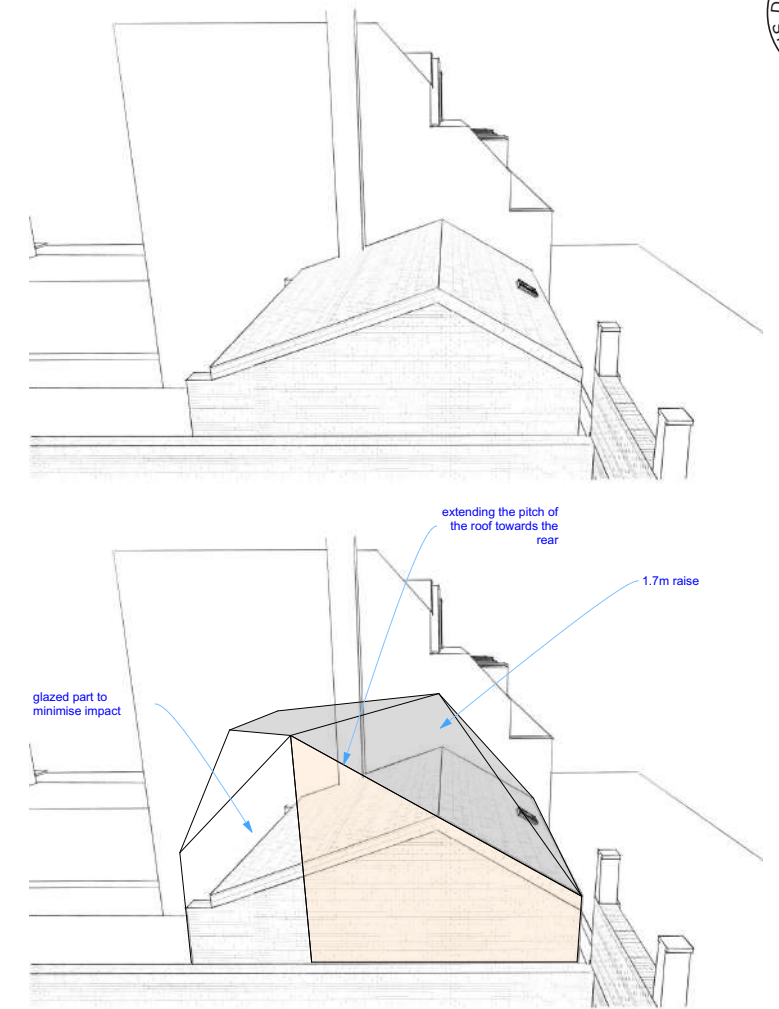 extending the pitch of
the roof towards the
rear
1.7m raise
glazed part to
minimise impact